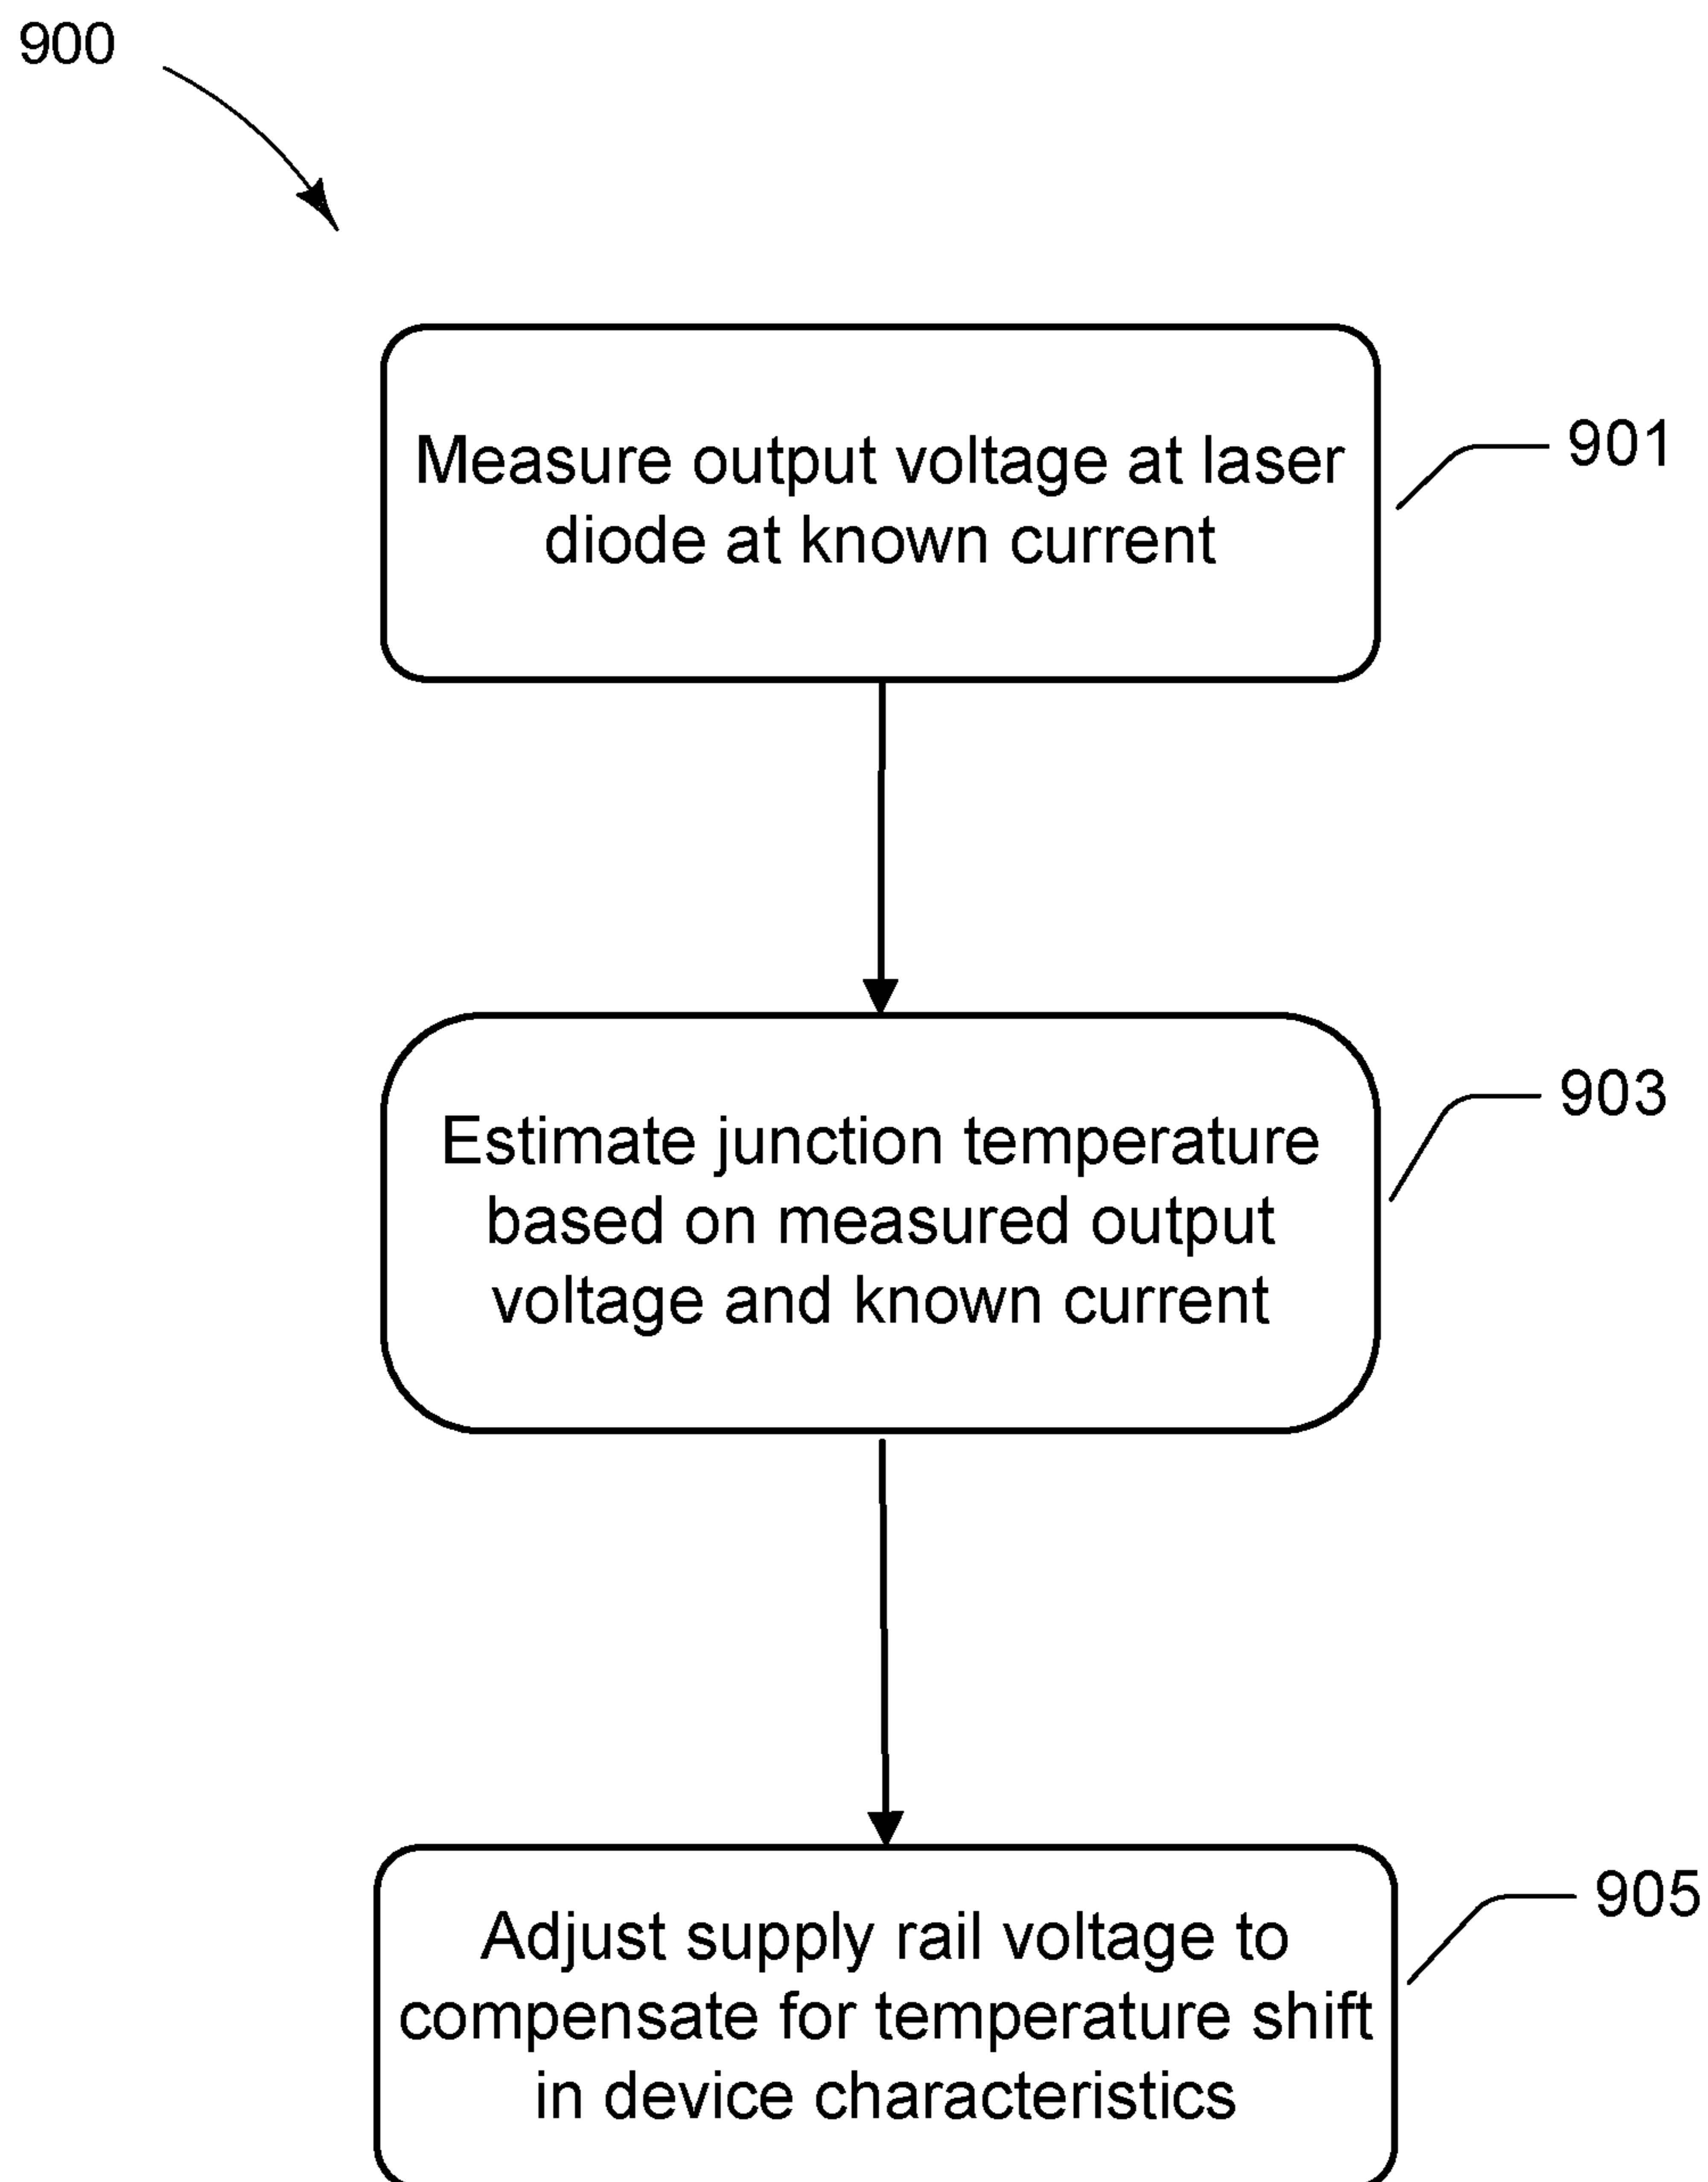 900
Measure output voltage at laser
diode at known current
901
Estimate junction temperature
based on measured output
voltage and known current
903
Adjust supply rail voltage to
compensate for temperature shift
in device characteristics
905